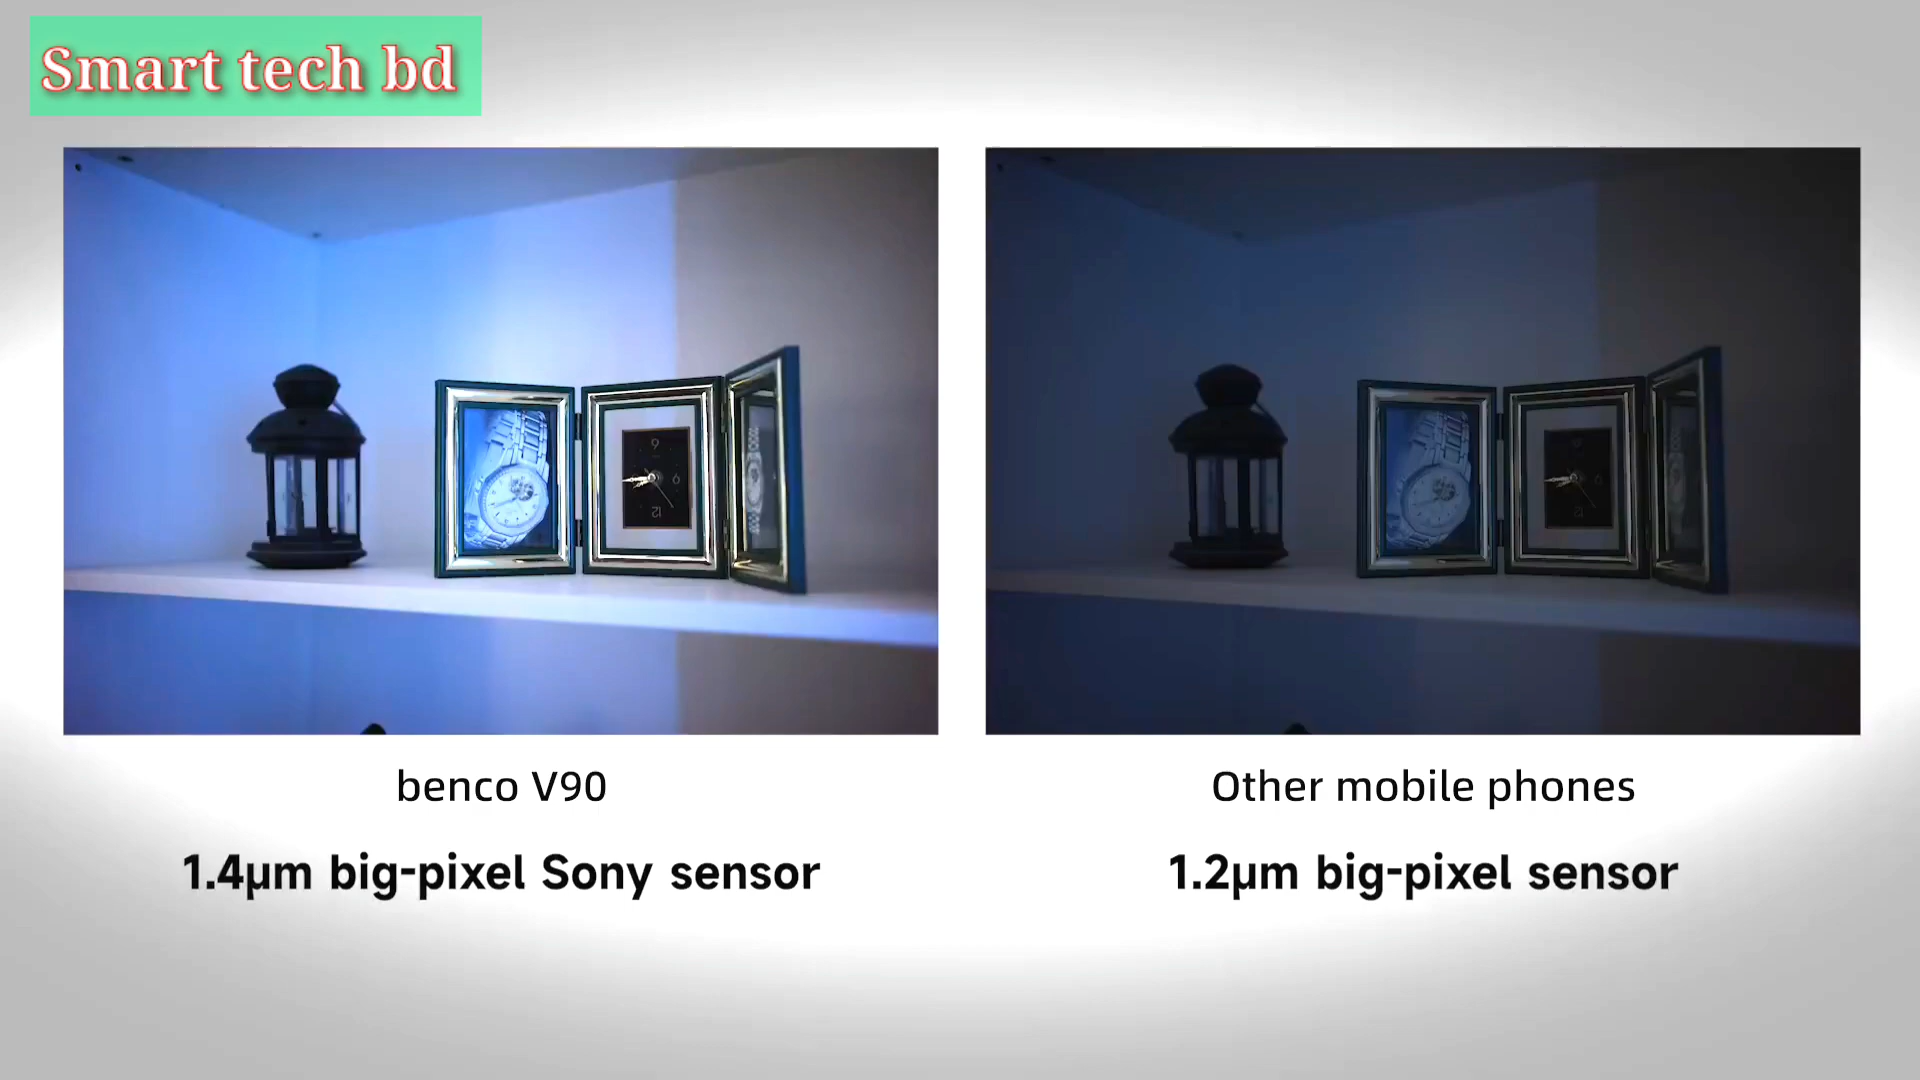 Smart tech bd
benco V90
Other mobile phones
1.4μm big-pixel Sony sensor
1.2μm big-pixel sensor